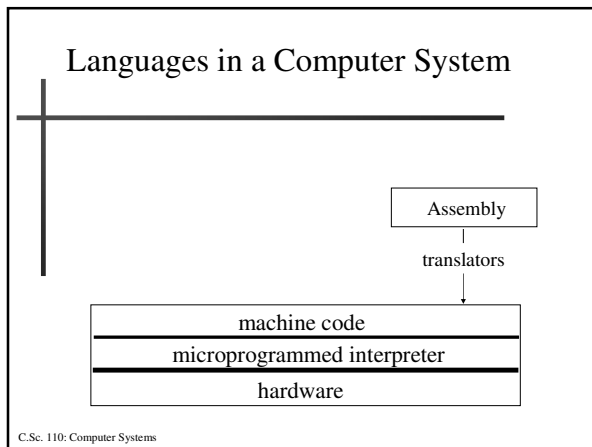 Languages in a Computer System
Assembly
translators
machine code
microprogrammed interpreter
hardware
C.Sc. 110: Computer Systems